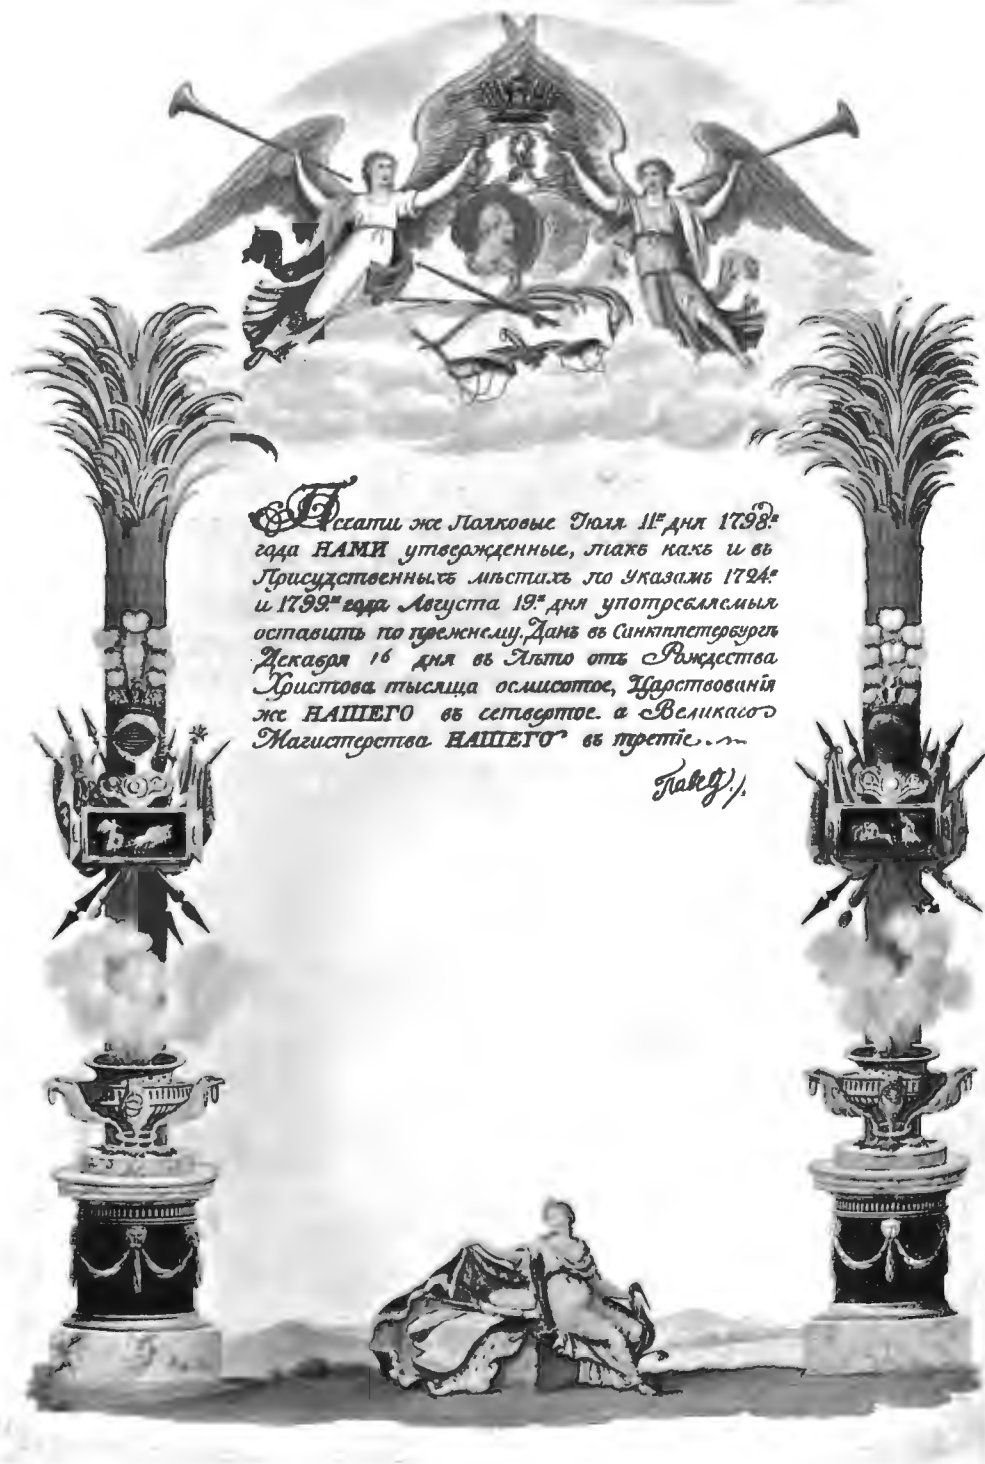 Печати же Полковые Іюля 11го дня 1798го
года НАМИ утвержденные, такъ какъ и въ
Присудственныхъ мѣстахъ по указамъ 1724го
и 1799го года Августа 19го дня употребляемыя
оставить по прежнему. Данъ въ Санктпетербургѣ
Декабря 16 дня въ Лѣто отъ Рождества
Христова тысяща осмисотое, Царствованія
же НАШЕГО въ четвертое. а Великаго
Магистерства НАШЕГО въ третіе.
Павелъ